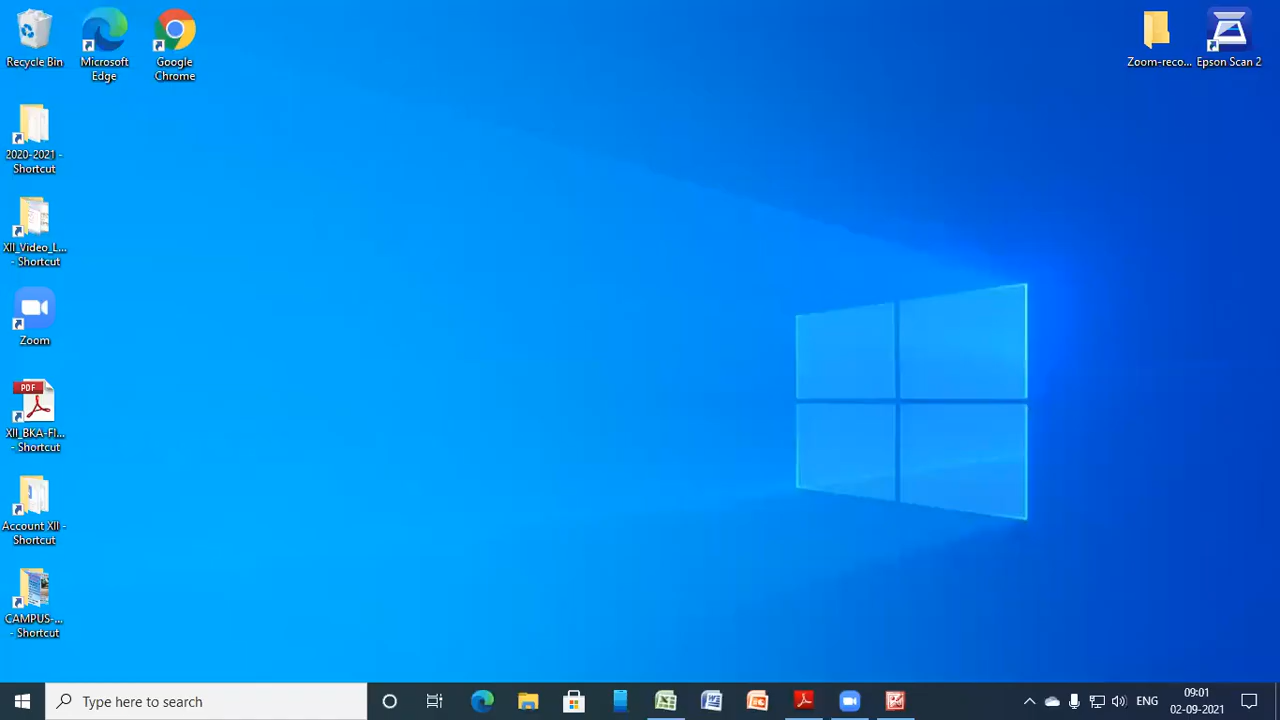 Recycle Bin
Microsoft Edge
Google Chrome
Zoom-reco...
Epson Scan 2
2020-2021 -
Shortcut
XII_Video_L...
- Shortcut
Zoom
PDF
XII_BKA-Fl...
- Shortcut
Account XII -
Shortcut
CAMPUS-...
- Shortcut
Type here to search
ENG
09:01
02-09-2021